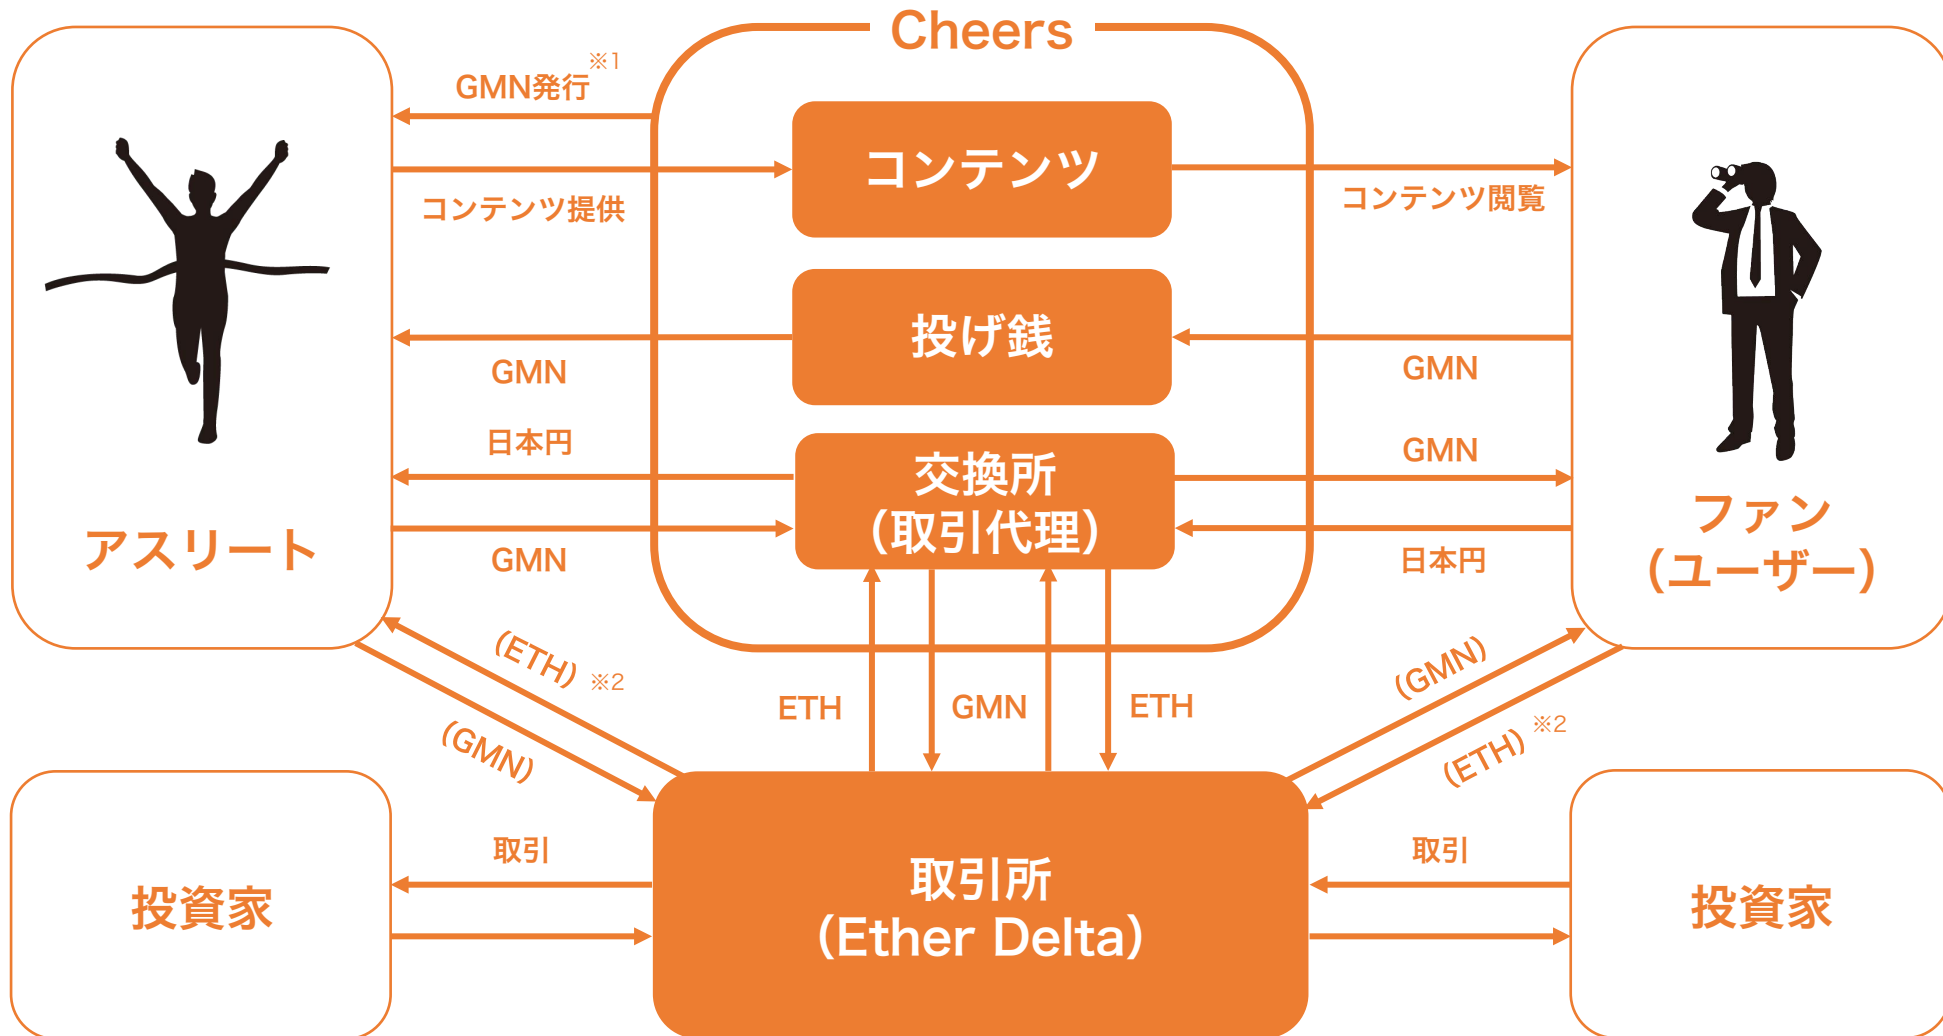 Cheers
GMN発行※1
コンテンツ
コンテンツ提供
コンテンツ閲覧
投げ銭
GMN
GMN
日本円
交換所
(取引代理)
GMN
アスリート
GMN
ファン
(ユーザー)
日本円
(ETH) ※2
(GMN)
ETH
GMN
ETH
(GMN)
(ETH) ※2
取引
取引
投資家
取引所
(Ether Delta)
投資家